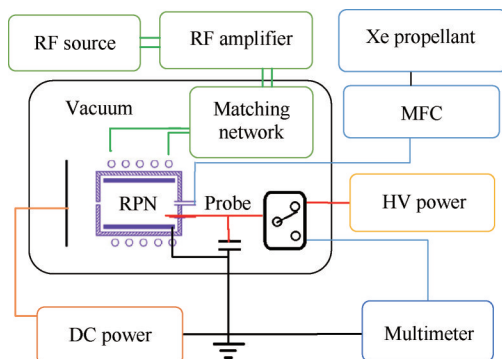 RF source
RF amplifier
Xe propellant
Vacuum
Matching
network
MFC
RPN
Probe
HV power
DC power
Multimeter